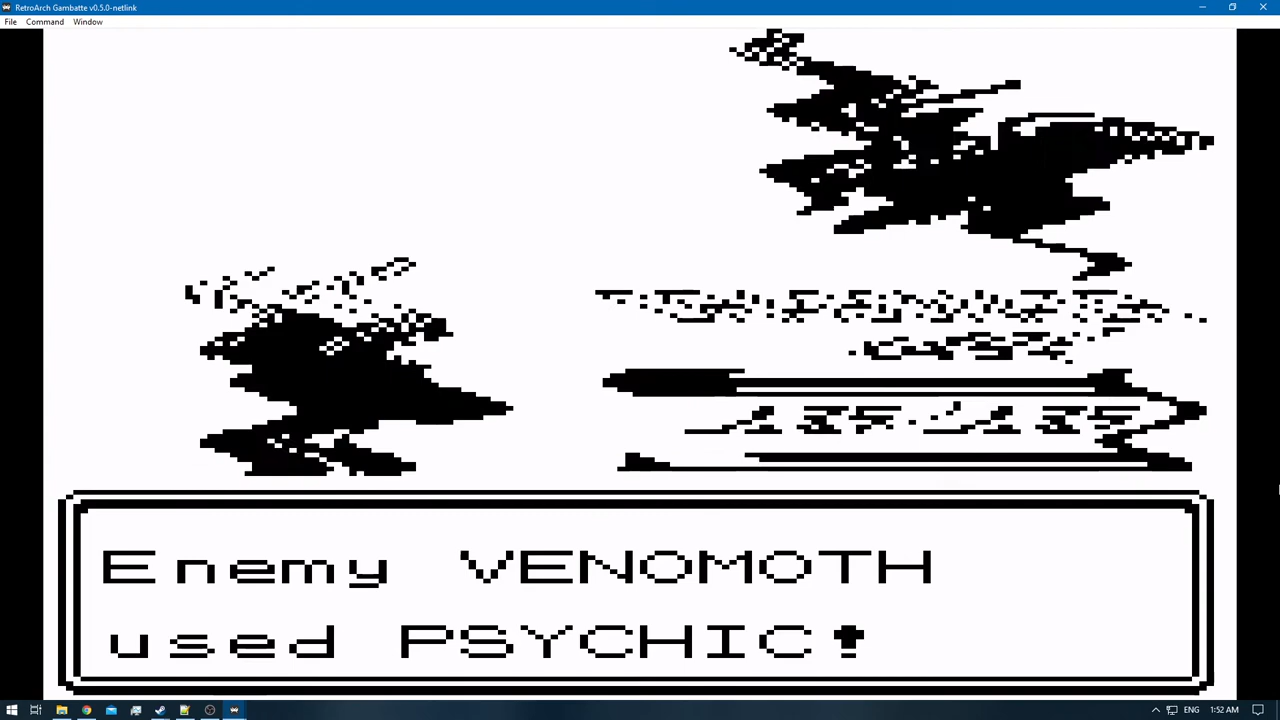 RetroArch Gambatte v0.5.0-netlink
File Command Window
Enemy VENOMOTH
used PSYCHIC!
ENG 1:52 AM